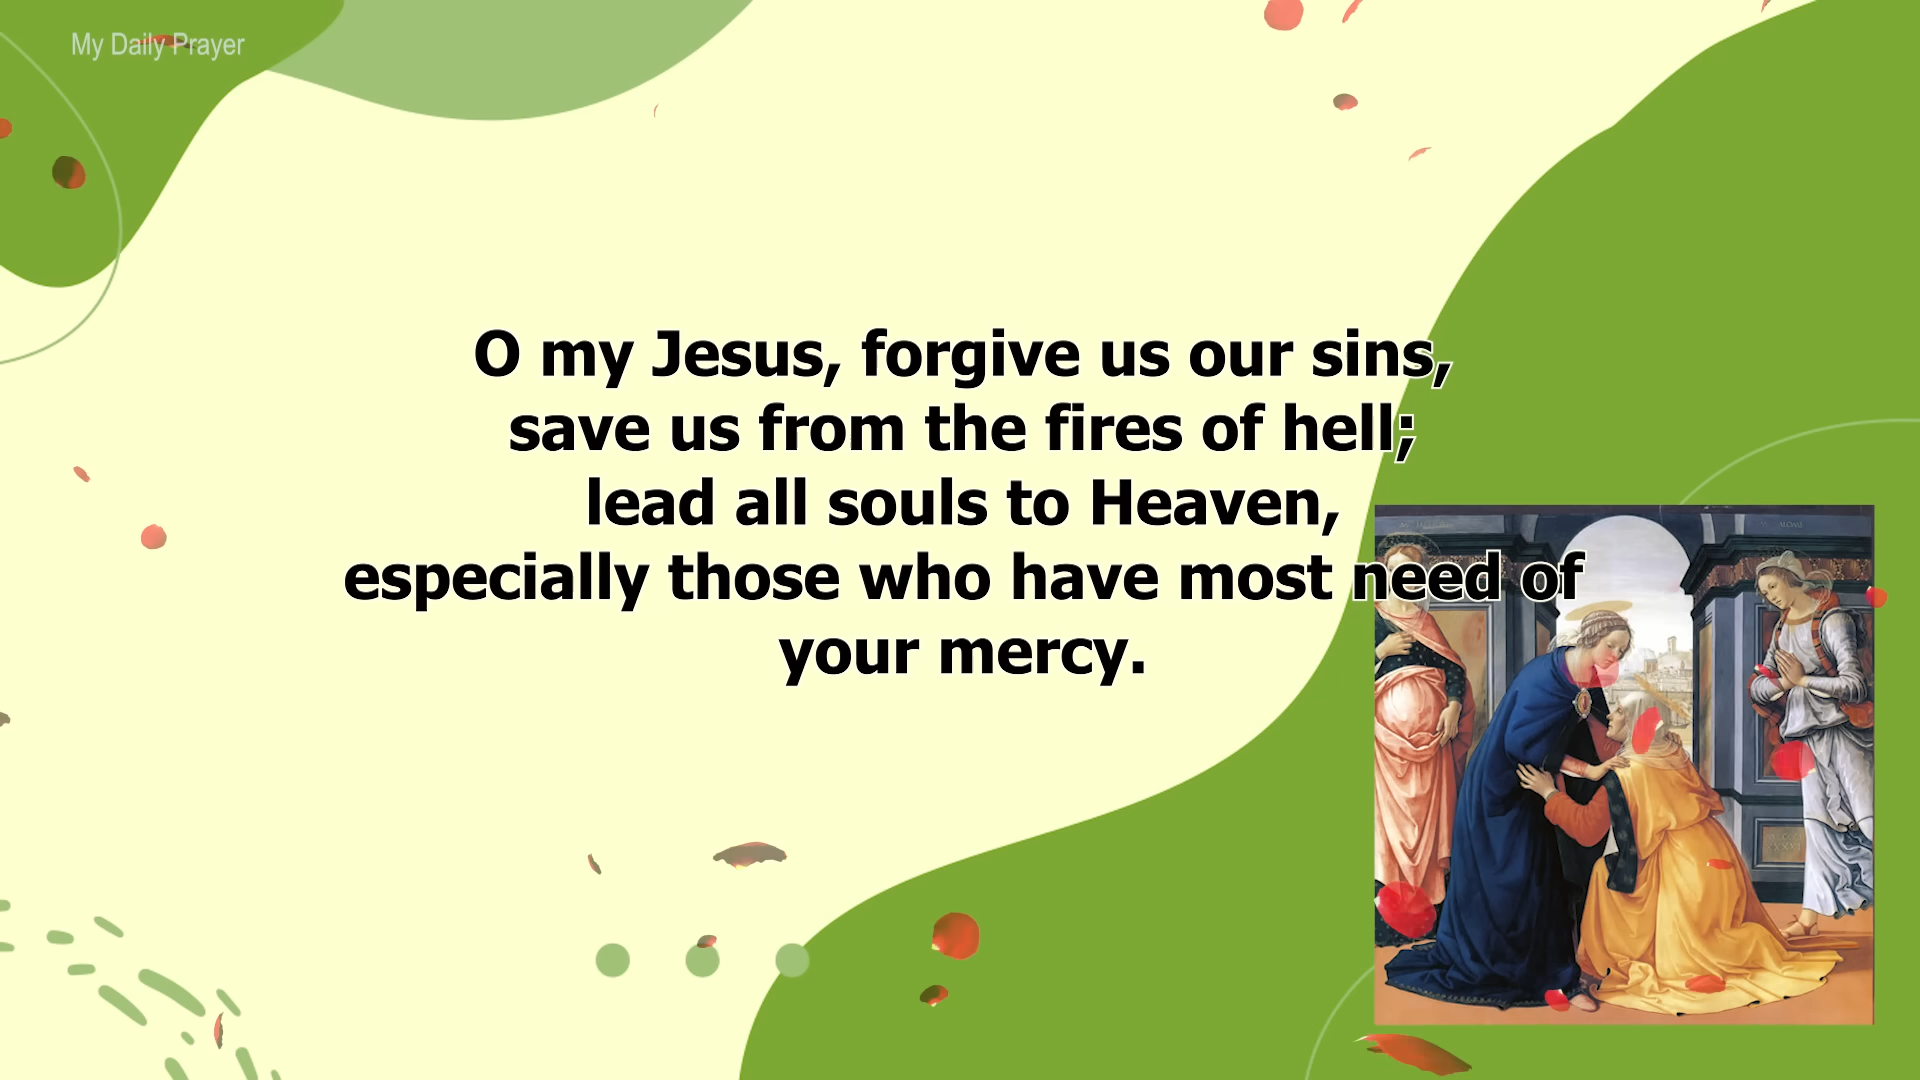 My Daily Prayer
O my Jesus, forgive us our sins,
save us from the fires of hell;
lead all souls to Heaven,
especially those who have most need of
your mercy.